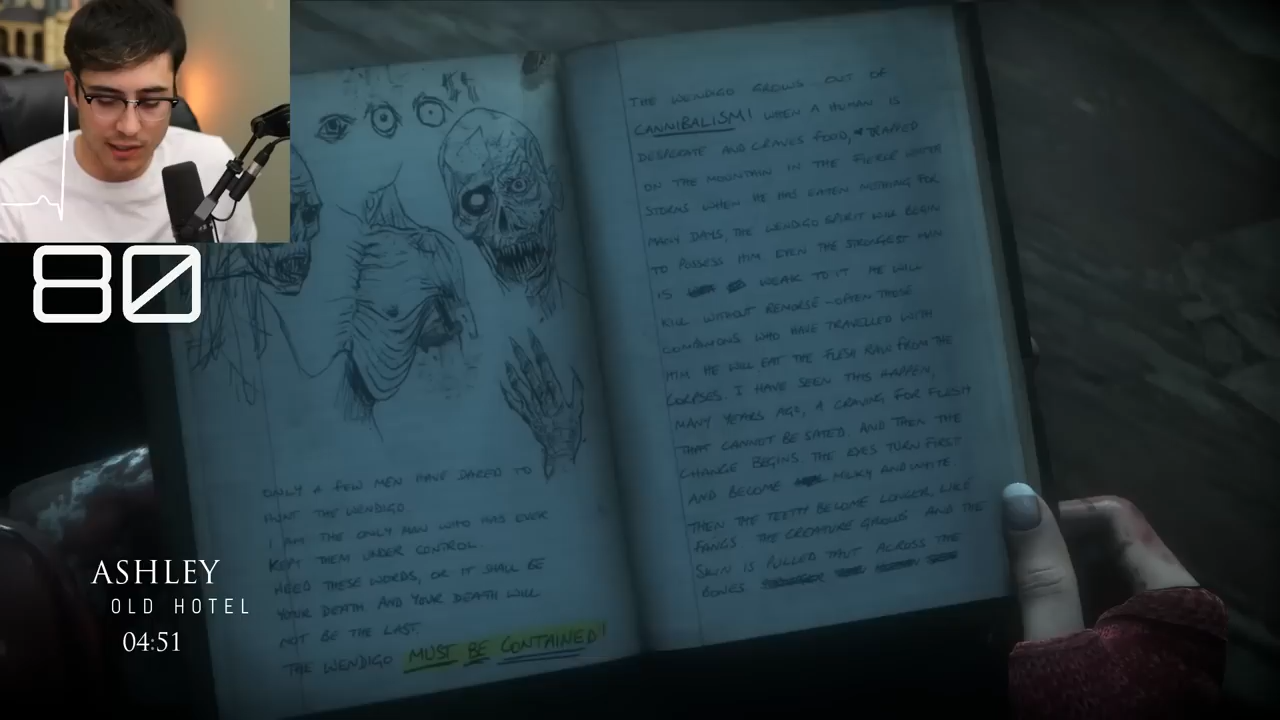 80
ASHLEY
OLD HOTEL
04:51
ONLY A FEW MEN HAVE DARED TO
HUNT THE WENDIGO.
I AM THE ONLY MAN WHO HAS EVER
KEPT THEM UNDER CONTROL.
HEED THESE WORDS, OR IT SHALL BE
YOUR DEATH. AND YOUR DEATH WILL
NOT BE THE LAST.
THE WENDIGO MUST BE CONTAINED!
THE WENDIGO GROWS OUT OF
CANNIBALISM! WHEN A HUMAN IS
DESPERATE AND CRAVES FOOD, TRAPPED
ON THE MOUNTAIN IN THE FIERCE WINTER
STORMS WHEN HE HAS EATEN NOTHING FOR
MANY DAYS, THE WENDIGO SPIRIT WILL BEGIN
TO POSSESS HIM. EVEN THE STRONGEST MAN
IS WEAK TO IT. HE WILL
KILL WITHOUT REMORSE - OFTEN THOSE
COMPANIONS WHO HAVE TRAVELLED WITH
HIM. HE WILL EAT THE FLESH RAW FROM THE
CORPSES. I HAVE SEEN THIS HAPPEN,
MANY YEARS AGO, A CRAVING FOR FLESH
THAT CANNOT BE SATED. AND THEN THE
CHANGE BEGINS. THE EYES TURN FIRST
AND BECOME MILKY AND WHITE
THEN THE TEETH BECOME LONGER, LIKE
FANGS THE CREATURE GROWS AND THE
SKIN IS PULLED TAUT ACROSS THE
BONES